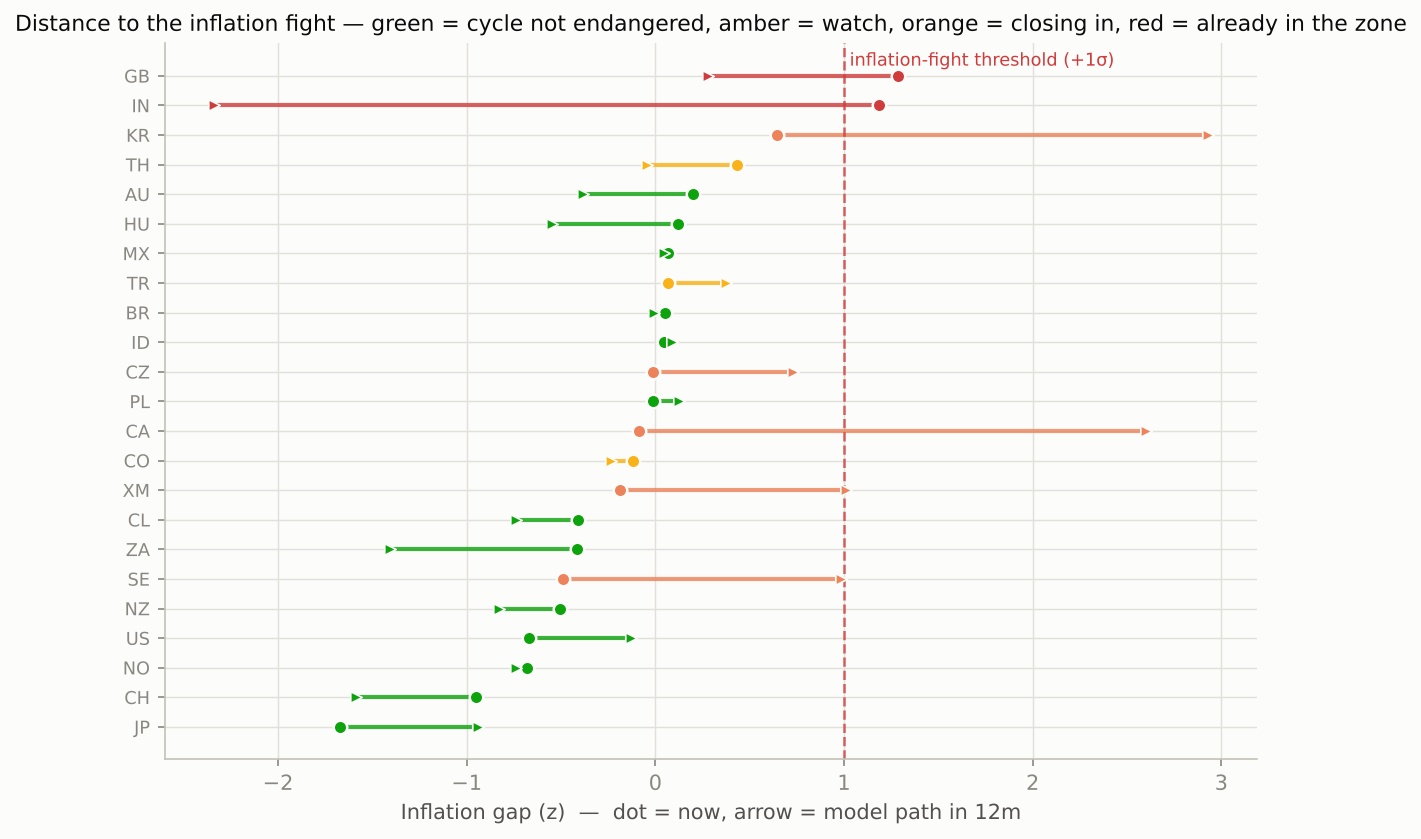 Distance to the inflation fight — green = cycle not endangered, amber = watch, orange = closing in, red = already in the zone
inflation-fight threshold (+1σ)
GB
IN
KR
TH
AU
HU
MX
TR
BR
ID
CZ
PL
CA
CO
XM
CL
ZA
SE
NZ
US
NO
CH
JP
−2 −1 0 1 2 3
Inflation gap (z) — dot = now, arrow = model path in 12m